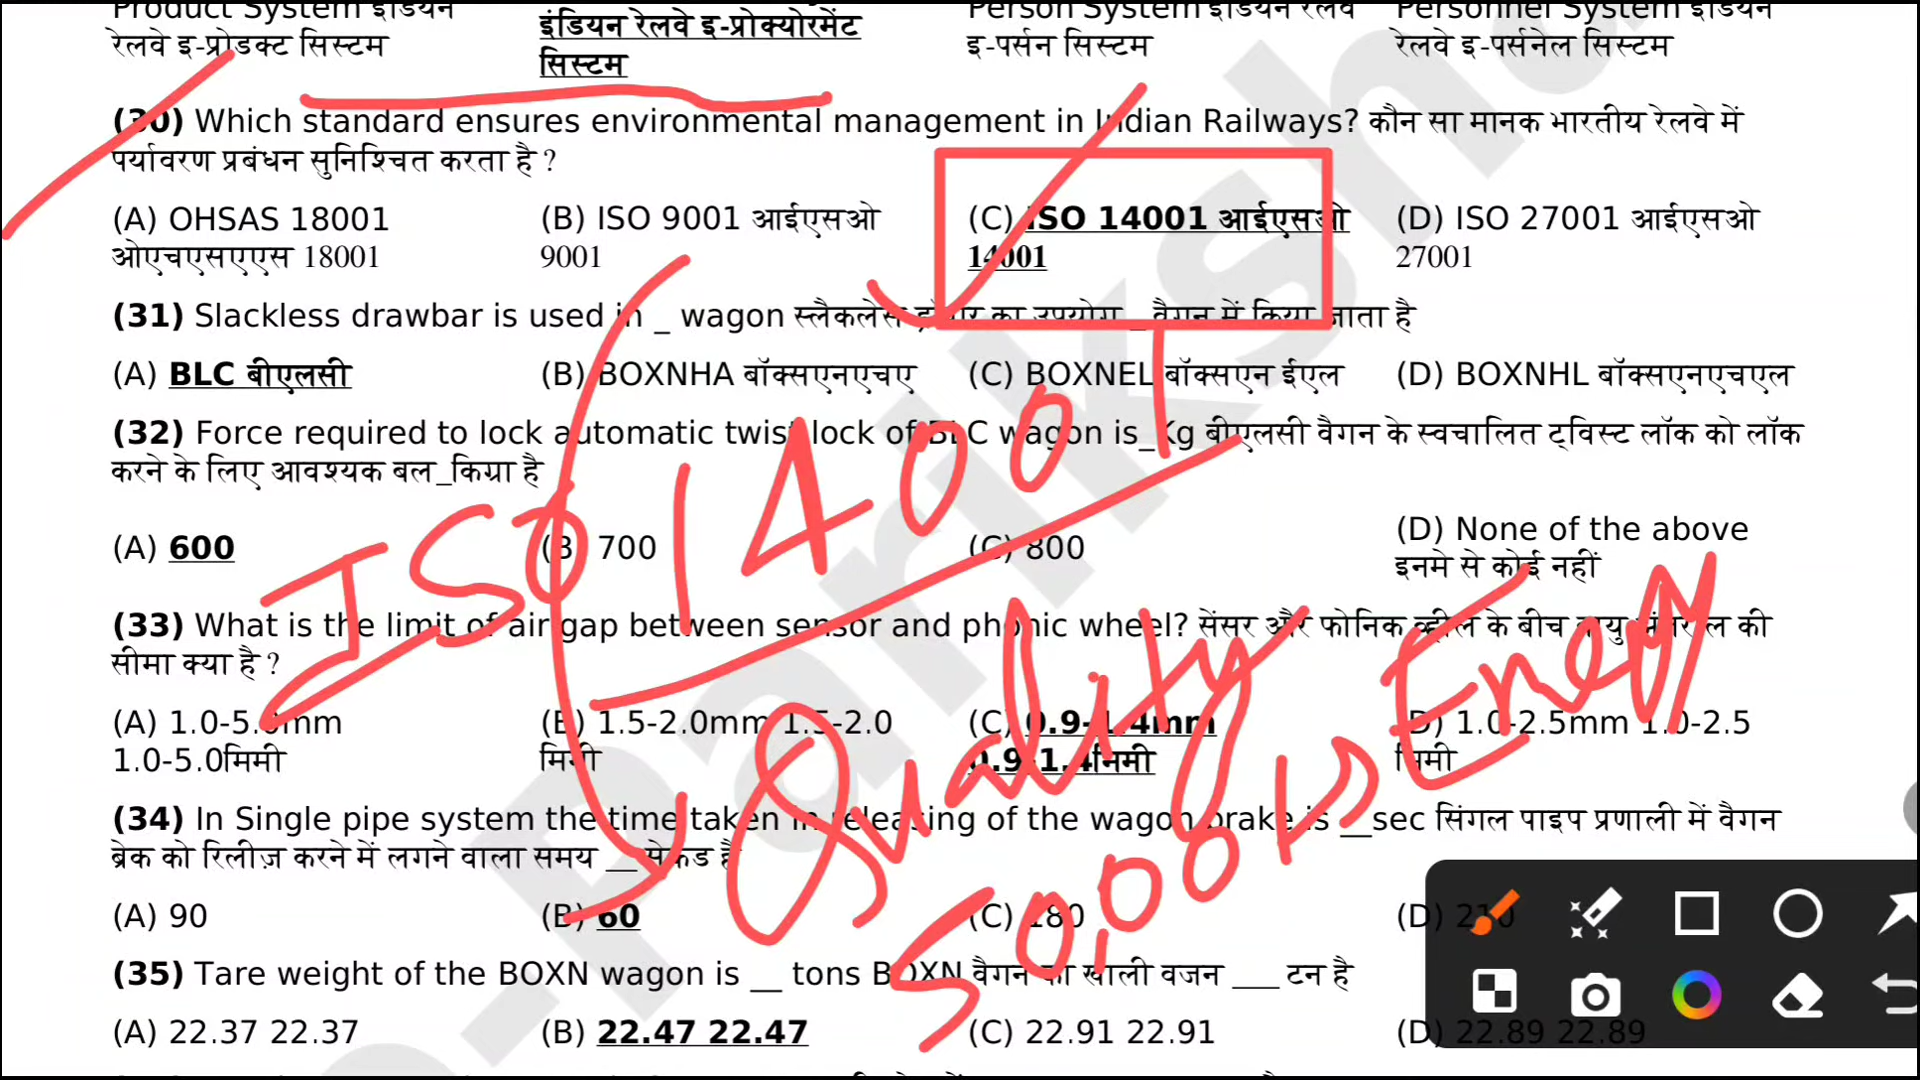 Product System इंडियन
रेलवे इ-प्रोडक्ट सिस्टम
इंडियन रेलवे इ-प्रोक्योरमेंट
सिस्टम
Person System इंडियन रेलवे
इ-पर्सन सिस्टम
Personnel System इंडियन
रेलवे इ-पर्सनेल सिस्टम
(30) Which standard ensures environmental management in Indian Railways? कौन सा मानक भारतीय रेलवे में
पर्यावरण प्रबंधन सुनिश्चित करता है ?
(A) OHSAS 18001
ओएचएसएएस 18001
(B) ISO 9001 आईएसओ
9001
(C) ISO 14001 आईएसओ
14001
(D) ISO 27001 आईएसओ
27001
(31) Slackless drawbar is used in _ wagon स्लैकलेस ड्रॉबार का उपयोग _ वैगन में किया जाता है
(A) BLC बीएलसी
(B) BOXNHA बॉक्सएनएचए
(C) BOXNEL बॉक्सएन ईएल
(D) BOXNHL बॉक्सएनएचएल
(32) Force required to lock automatic twist lock of BLC wagon is_Kg बीएलसी वैगन के स्वचालित ट्विस्ट लॉक को लॉक
करने के लिए आवश्यक बल_किग्रा है
(A) 600
(B) 700
(C) 800
(D) None of the above
इनमे से कोई नहीं
ISO 14001
(33) What is the limit of air gap between sensor and phonic wheel? सेंसर और फोनिक व्हील के बीच वायु अंतराल की
सीमा क्या है ?
(A) 1.0-5.0mm
1.0-5.0मिमी
(B) 1.5-2.0mm 1.5-2.0
मिमी
(C) 0.9-1.4mm
0.9-1.4मिमी
(D) 1.0-2.5mm 1.0-2.5
मिमी
Quality
(34) In Single pipe system the time taken in releasing of the wagon brake is __sec सिंगल पाइप प्रणाली में वैगन
ब्रेक को रिलीज़ करने में लगने वाला समय __ सेकंड है
(A) 90
(B) 60
(C) 180
(D) 210
(35) Tare weight of the BOXN wagon is __ tons BOXN वैगन का खाली वजन ___ टन है
(A) 22.37 22.37
(B) 22.47 22.47
(C) 22.91 22.91
(D) 22.89 22.89